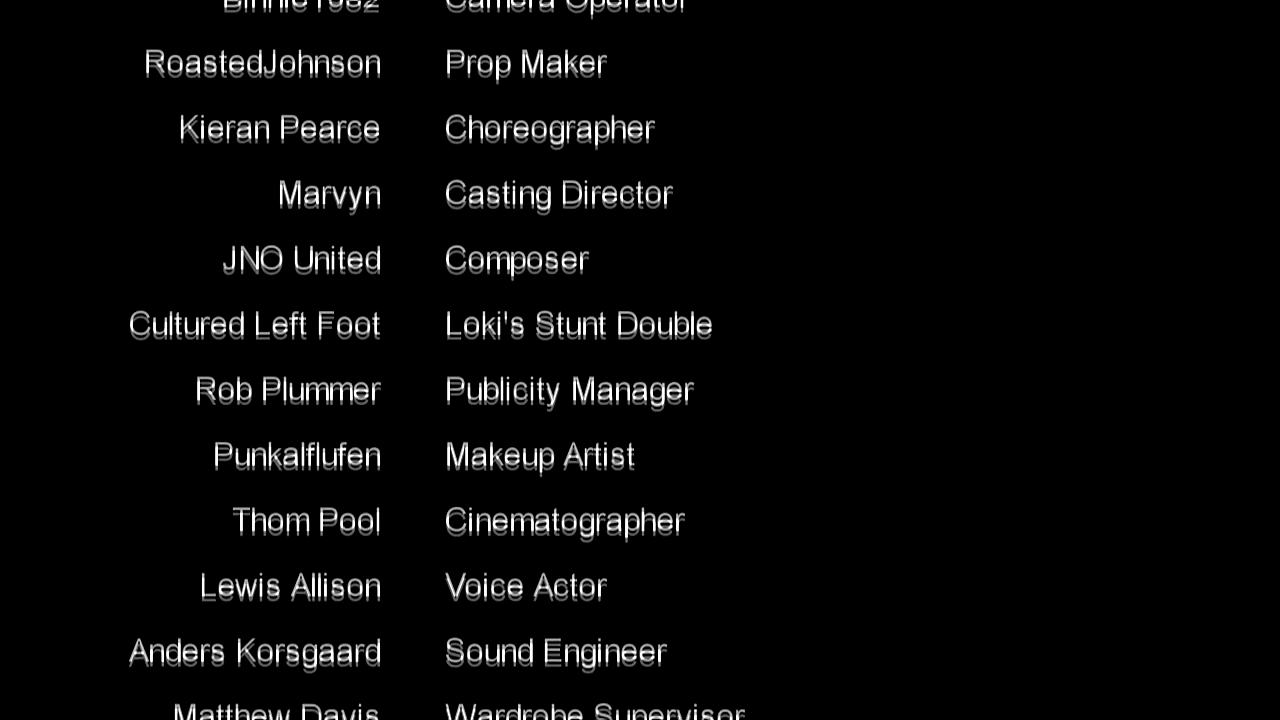 Camera Operator
RoastedJohnson Prop Maker
Kieran Pearce Choreographer
Marvyn Casting Director
JNO United Composer
Cultured Left Foot Loki's Stunt Double
Rob Plummer Publicity Manager
Punkalflufen Makeup Artist
Thom Pool Cinematographer
Lewis Allison Voice Actor
Anders Korsgaard Sound Engineer
Matthew Davis Wardrobe Supervisor